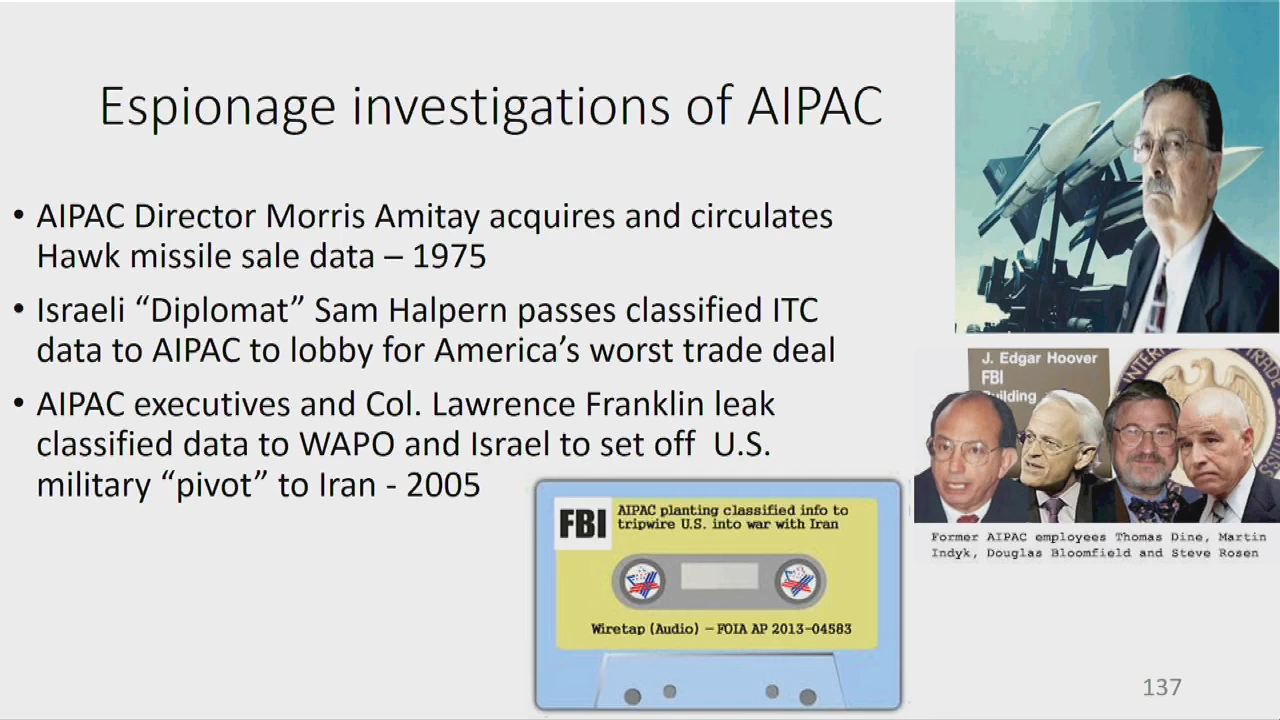 Espionage investigations of AIPAC
• AIPAC Director Morris Amitay acquires and circulates
Hawk missile sale data – 1975
• Israeli “Diplomat” Sam Halpern passes classified ITC
data to AIPAC to lobby for America’s worst trade deal
• AIPAC executives and Col. Lawrence Franklin leak
classified data to WAPO and Israel to set off U.S.
military “pivot” to Iran - 2005
J. Edgar Hoover
FBI
Building
Former AIPAC employees Thomas Dine, Martin
Indyk, Douglas Bloomfield and Steve Rosen
FBI
AIPAC planting classified info to
tripwire U.S. into war with Iran
Wiretap (Audio) – FOIA AP 2013-04583
137